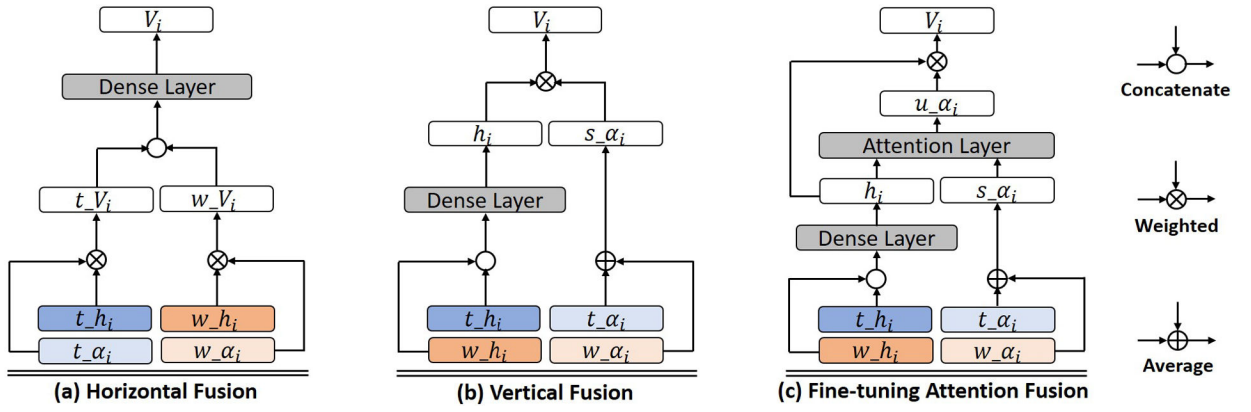 V_i
Dense Layer
t_V_i
w_V_i
t_h_i
w_h_i
t_α_i
w_α_i
(a) Horizontal Fusion
V_i
h_i
s_α_i
Dense Layer
t_h_i
t_α_i
w_h_i
w_α_i
(b) Vertical Fusion
V_i
u_α_i
Attention Layer
h_i
s_α_i
Dense Layer
t_h_i
t_α_i
w_h_i
w_α_i
(c) Fine-tuning Attention Fusion
Concatenate
Weighted
Average